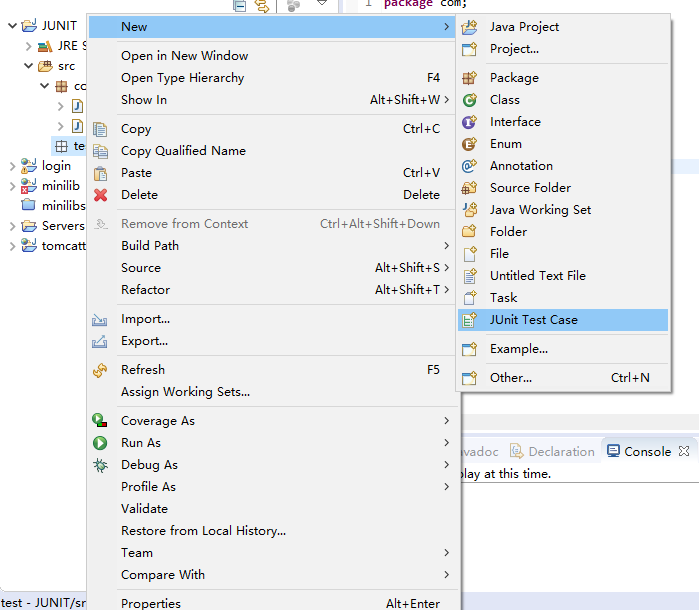 package com;
1
JUNIT
JRE S
src
co
te
login
minilib
minilibs
Servers
tomcatt
New
Open in New Window
Open Type Hierarchy F4
Show In Alt+Shift+W
Copy Ctrl+C
Copy Qualified Name
Paste Ctrl+V
Delete Delete
Remove from Context Ctrl+Alt+Shift+Down
Build Path
Source Alt+Shift+S
Refactor Alt+Shift+T
Import...
Export...
Refresh F5
Assign Working Sets...
Coverage As
Run As
Debug As
Profile As
Validate
Restore from Local History...
Team
Compare With
Properties Alt+Enter
Java Project
Project...
Package
Class
Interface
Enum
Annotation
Source Folder
Java Working Set
Folder
File
Untitled Text File
Task
JUnit Test Case
Example...
Other... Ctrl+N
avadoc Declaration Console
play at this time.
test - JUNIT/sr